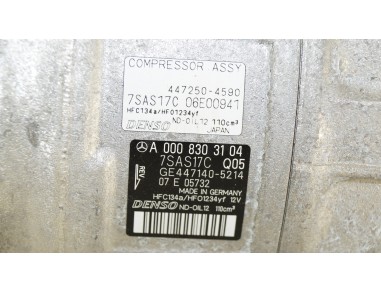 COMPRESSOR ASSY
447250-4590
7SAS17C 06E00941
HFC134a/HFO1234yf
ND-OIL12 110cm³
DENSO JAPAN
A 000 830 31 04
7SAS17C Q05
REV.
GE447140-5214
07 E 05732
MADE IN GERMANY
HFC134a/HFO1234yf 12V
DENSO ND-OIL12 110cm³